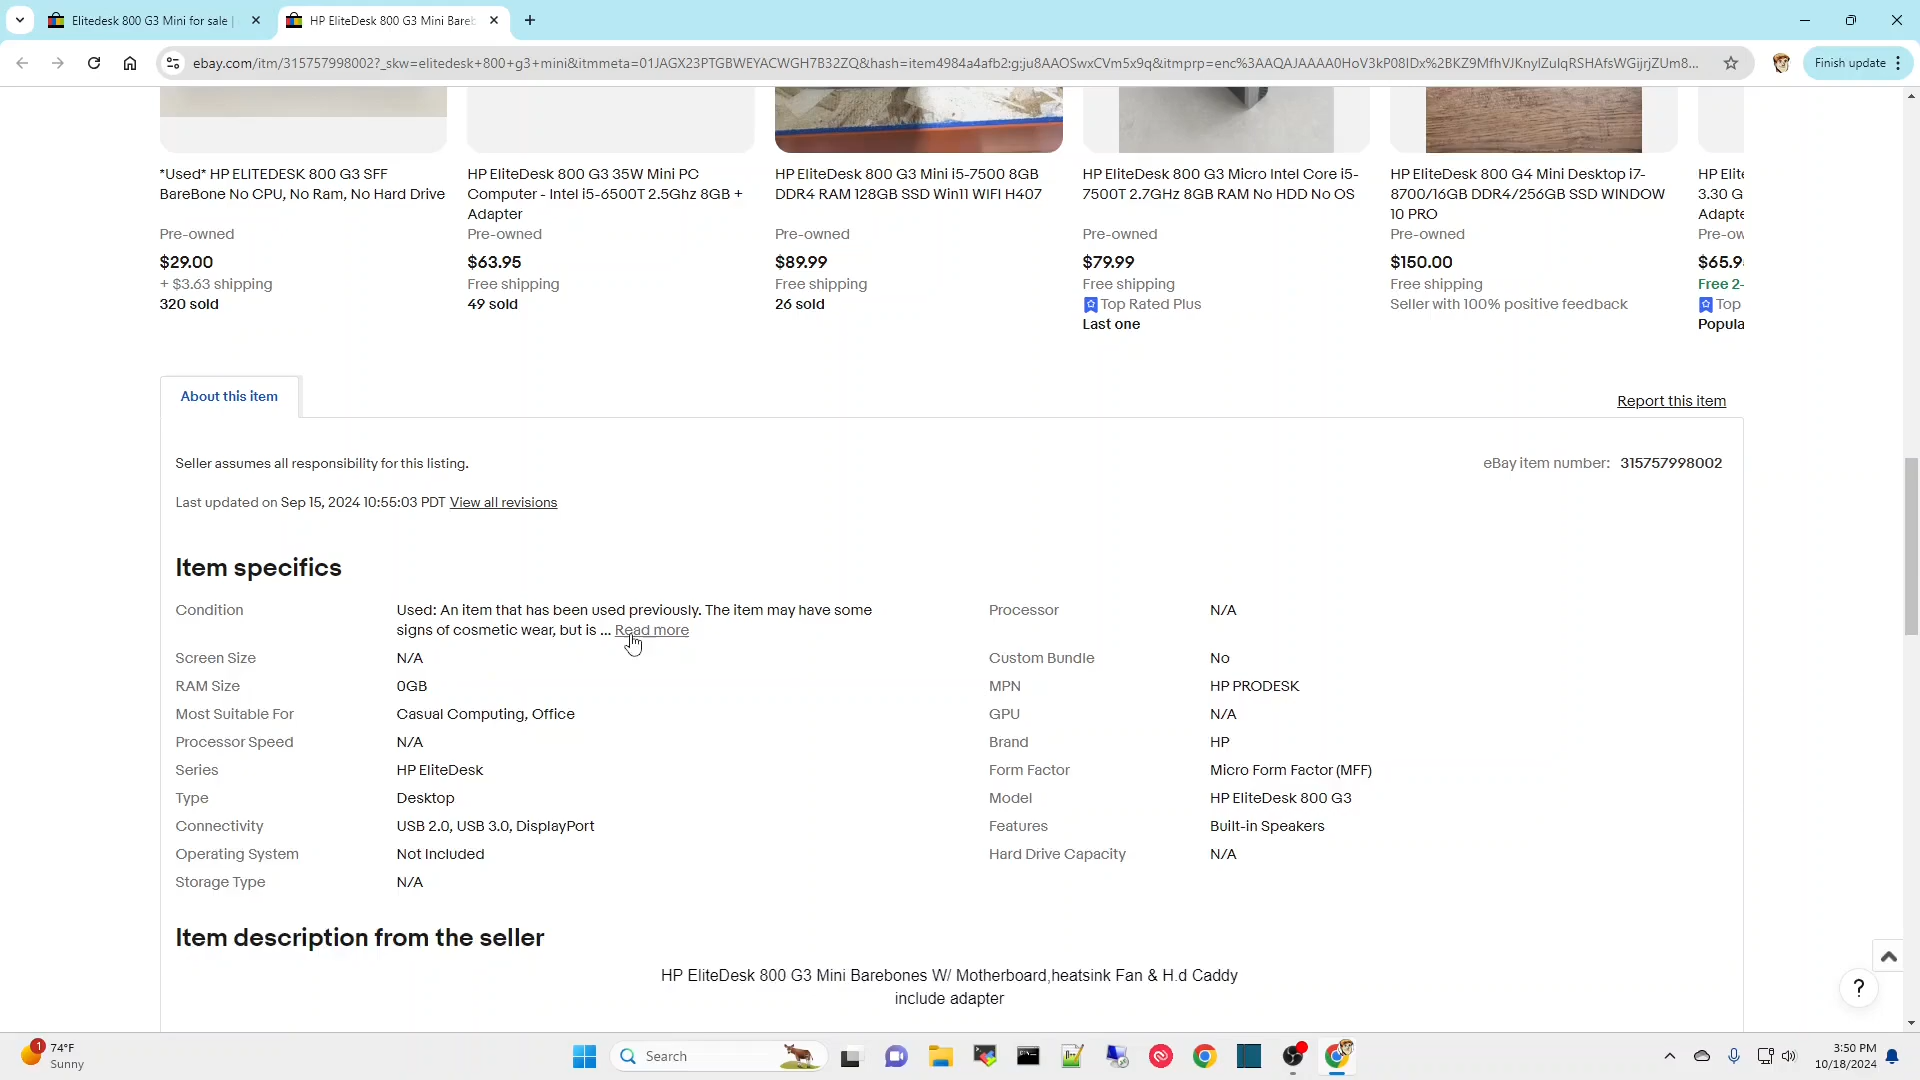 Elitedesk 800 G3 Mini for sale |
HP EliteDesk 800 G3 Mini Bareb
ebay.com/itm/315757998002?_skw=elitedesk+800+g3+mini&itmmeta=01JAGX23PTGBWEYACWGH7B32ZQ&hash=item4984a4afb2:g:ju8AAOSwxCVm5x9q&itmprp=enc%3AAQAJAAAA0HoV3kP08IDx%2BKZ9MfhVJKnylZulqRSHAfsWGijrjZUm8...
Finish update
*Used* HP ELITEDESK 800 G3 SFF
BareBone No CPU, No Ram, No Hard Drive
Pre-owned
$29.00
+ $3.63 shipping
320 sold
HP EliteDesk 800 G3 35W Mini PC
Computer - Intel i5-6500T 2.5Ghz 8GB +
Adapter
Pre-owned
$63.95
Free shipping
49 sold
HP EliteDesk 800 G3 Mini i5-7500 8GB
DDR4 RAM 128GB SSD Win11 WIFI H407
Pre-owned
$89.99
Free shipping
26 sold
HP EliteDesk 800 G3 Micro Intel Core i5-
7500T 2.7GHz 8GB RAM No HDD No OS
Pre-owned
$79.99
Free shipping
Top Rated Plus
Last one
HP EliteDesk 800 G4 Mini Desktop i7-
8700/16GB DDR4/256GB SSD WINDOW
10 PRO
Pre-owned
$150.00
Free shipping
Seller with 100% positive feedback
HP Elite
3.30 G
Adapte
Pre-ow
$65.9
Free 2-
Top
Popula
About this item
Report this item
Seller assumes all responsibility for this listing.
eBay item number: 315757998002
Last updated on Sep 15, 2024 10:55:03 PDT View all revisions
Item specifics
Condition
Used: An item that has been used previously. The item may have some
signs of cosmetic wear, but is ... Read more
Processor N/A
Screen Size N/A
Custom Bundle No
RAM Size 0GB
MPN HP PRODESK
Most Suitable For Casual Computing, Office
GPU N/A
Processor Speed N/A
Brand HP
Series HP EliteDesk
Form Factor Micro Form Factor (MFF)
Type Desktop
Model HP EliteDesk 800 G3
Connectivity USB 2.0, USB 3.0, DisplayPort
Features Built-in Speakers
Operating System Not Included
Hard Drive Capacity N/A
Storage Type N/A
Item description from the seller
HP EliteDesk 800 G3 Mini Barebones W/ Motherboard,heatsink Fan & H.d Caddy
include adapter
?
1
74°F
Sunny
Search
3:50 PM
10/18/2024